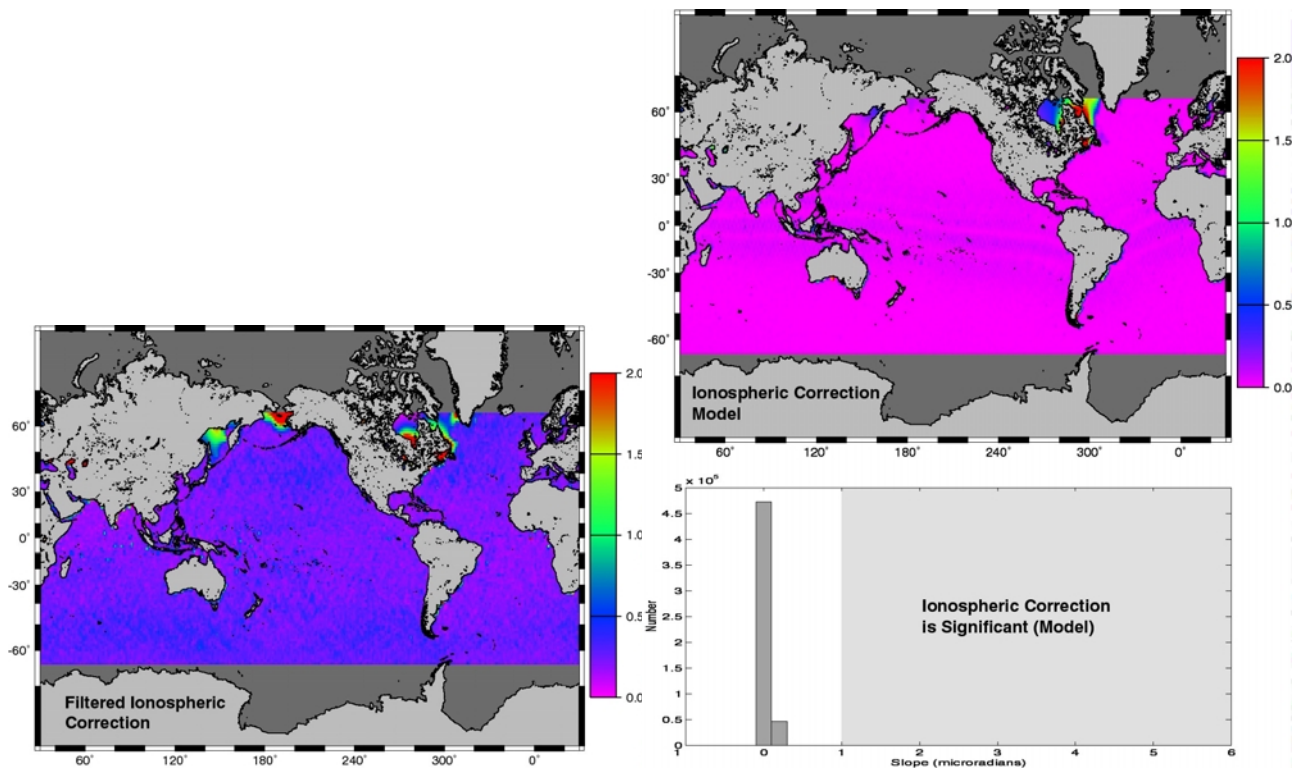 60°
30°
0°
-30°
-60°
Ionospheric Correction
Model
60° 120° 180° 240° 300° 0°
2.0
1.5
1.0
0.5
0.0
60°
30°
0°
-30°
-60°
Filtered Ionospheric
Correction
60° 120° 180° 240° 300° 0°
2.0
1.5
1.0
0.5
0.0
5 × 10⁵
4.5
4
3.5
3
2.5
2
1.5
1
0.5
0
Number
Ionospheric Correction
is Significant (Model)
1 0 1 2 3 4 5 6
Slope (microradians)